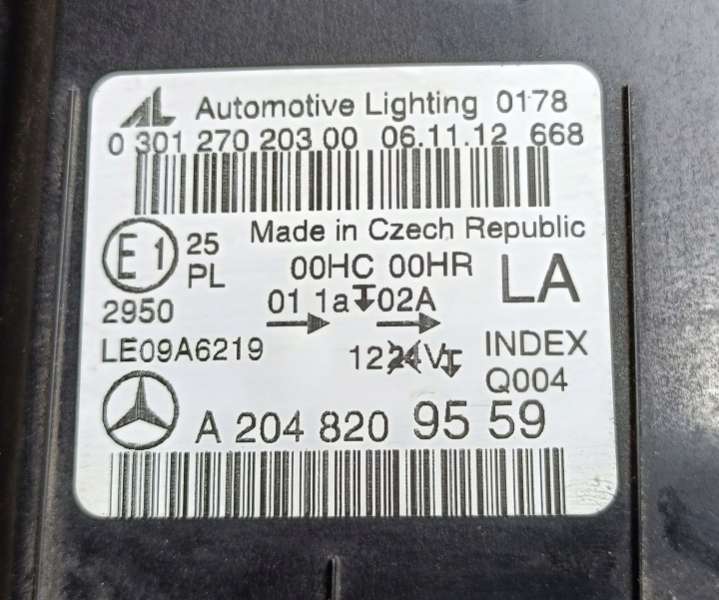 AL Automotive Lighting 0178
0 301 270 203 00 06.11.12 668
Made in Czech Republic
E1 25
PL
00HC 00HR
LA
2950
01 1a 02A
LE09A6219
1224V
INDEX
Q004
A 204 820 95 59